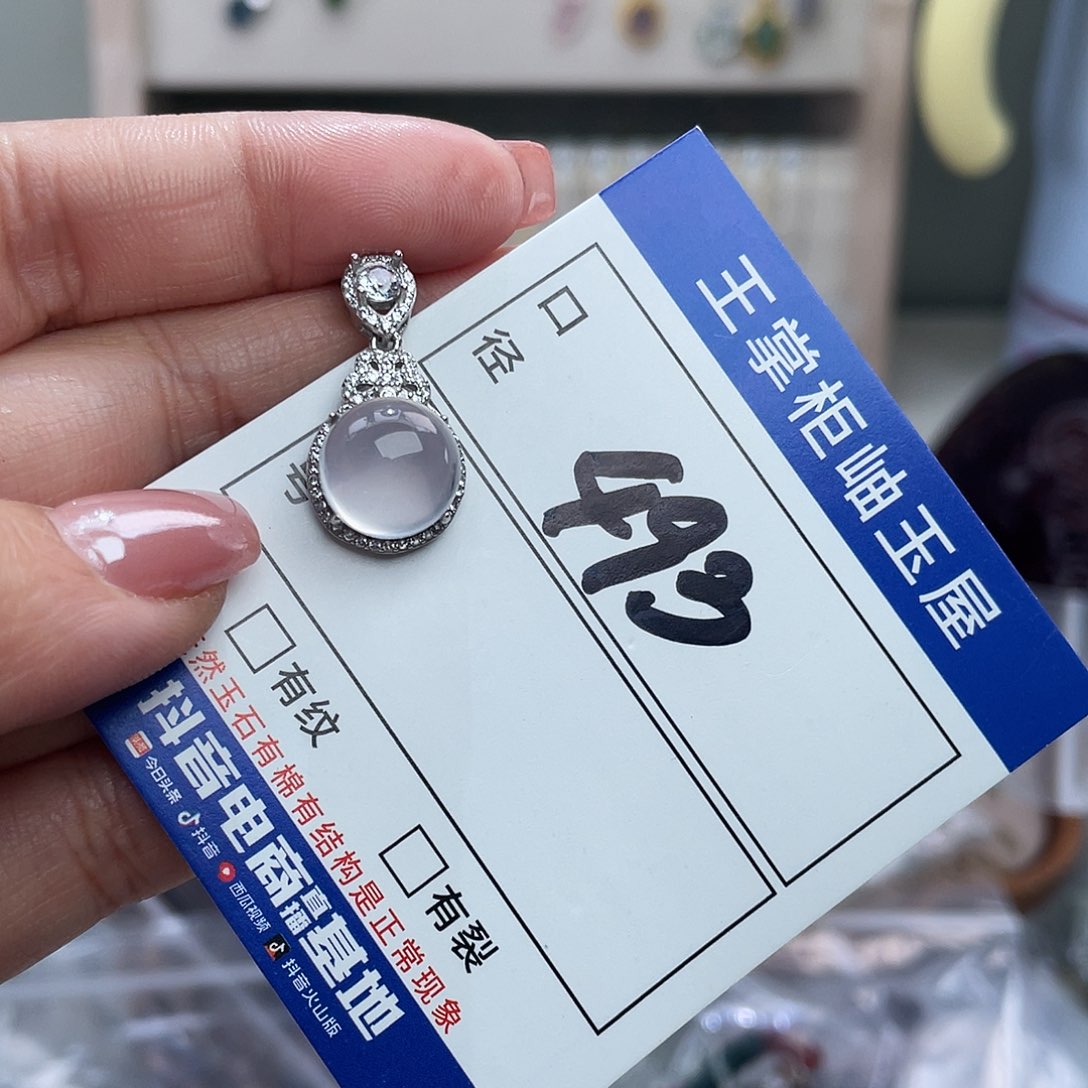 王掌柜岫玉屋
口
径
493
号
□有纹
□有裂
然玉石有棉有结构是正常现象
抖音电商直播基地
今日头条 抖音 西瓜视频 抖音火山版